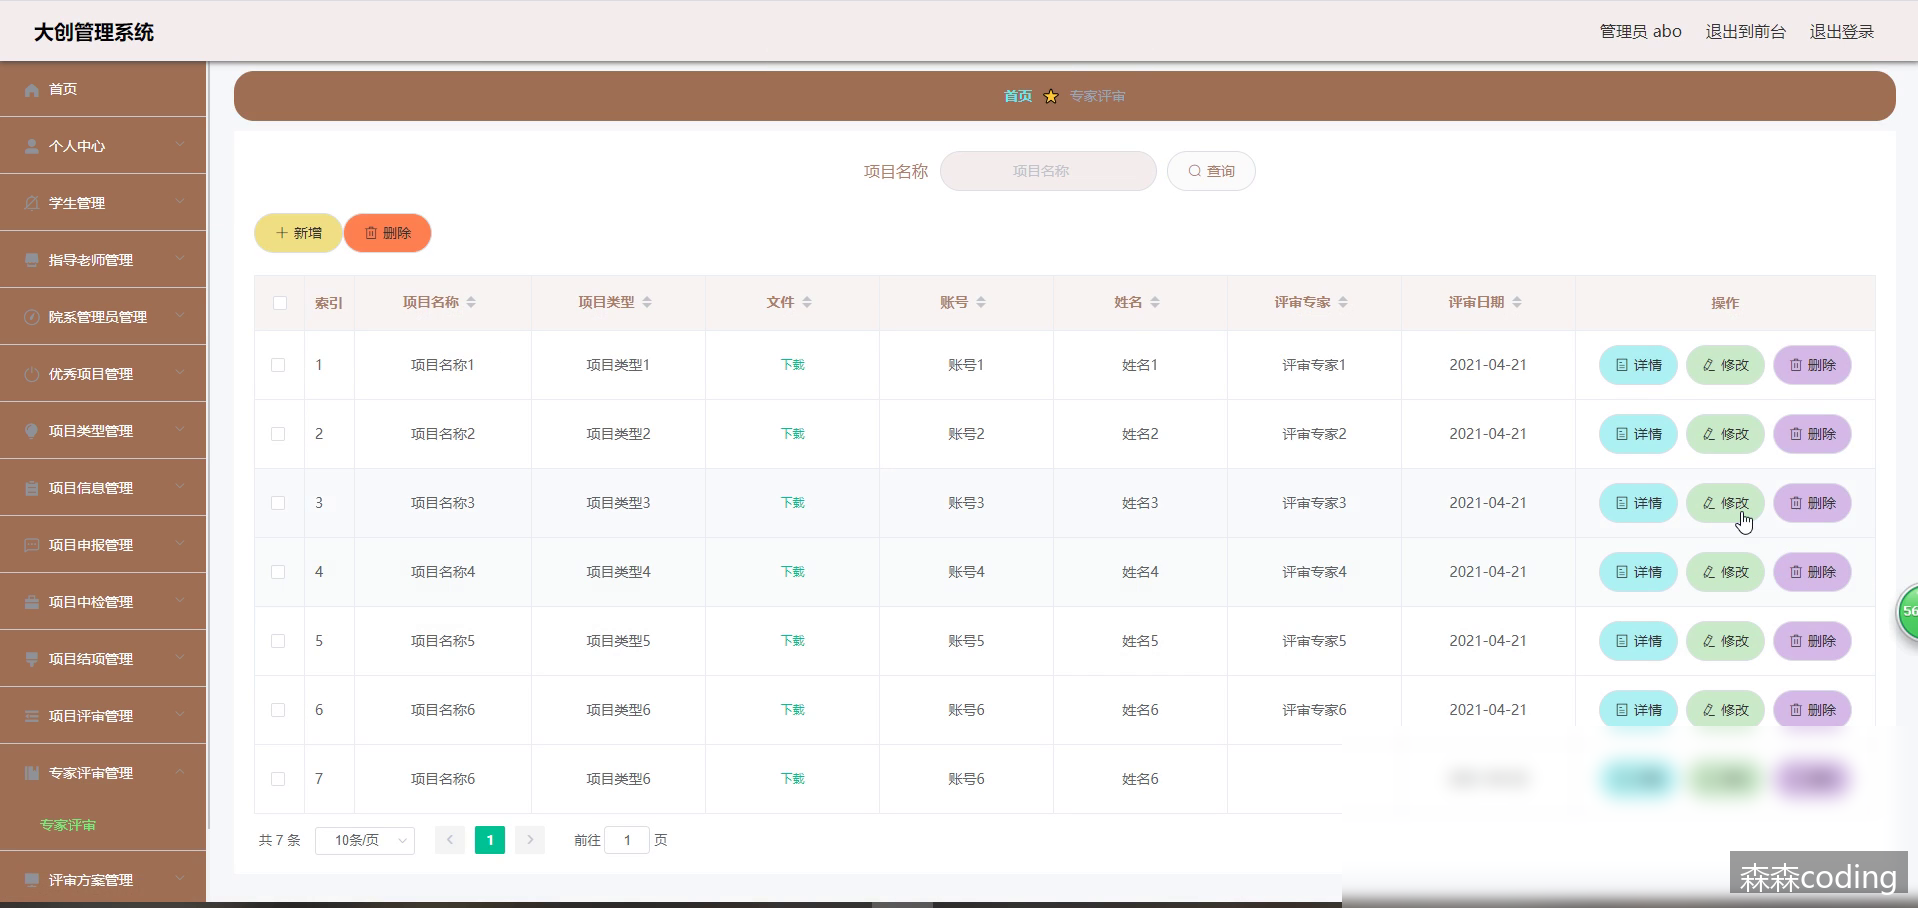 大创管理系统
管理员 abo 退出到前台 退出登录
首页
个人中心
学生管理
指导老师管理
院系管理员管理
优秀项目管理
项目类型管理
项目信息管理
项目申报管理
项目中检管理
项目结项管理
项目评审管理
专家评审管理
专家评审
评审方案管理
首页 专家评审
项目名称 项目名称 查询
新增 删除
索引 项目名称 项目类型 文件 账号 姓名 评审专家 评审日期 操作
1 项目名称1 项目类型1 下载 账号1 姓名1 评审专家1 2021-04-21 详情 修改 删除
2 项目名称2 项目类型2 下载 账号2 姓名2 评审专家2 2021-04-21 详情 修改 删除
3 项目名称3 项目类型3 下载 账号3 姓名3 评审专家3 2021-04-21 详情 修改 删除
4 项目名称4 项目类型4 下载 账号4 姓名4 评审专家4 2021-04-21 详情 修改 删除
5 项目名称5 项目类型5 下载 账号5 姓名5 评审专家5 2021-04-21 详情 修改 删除
6 项目名称6 项目类型6 下载 账号6 姓名6 评审专家6 2021-04-21 详情 修改 删除
7 项目名称6 项目类型6 下载 账号6 姓名6
共 7 条 10条/页 1 前往 1 页
56
森森coding